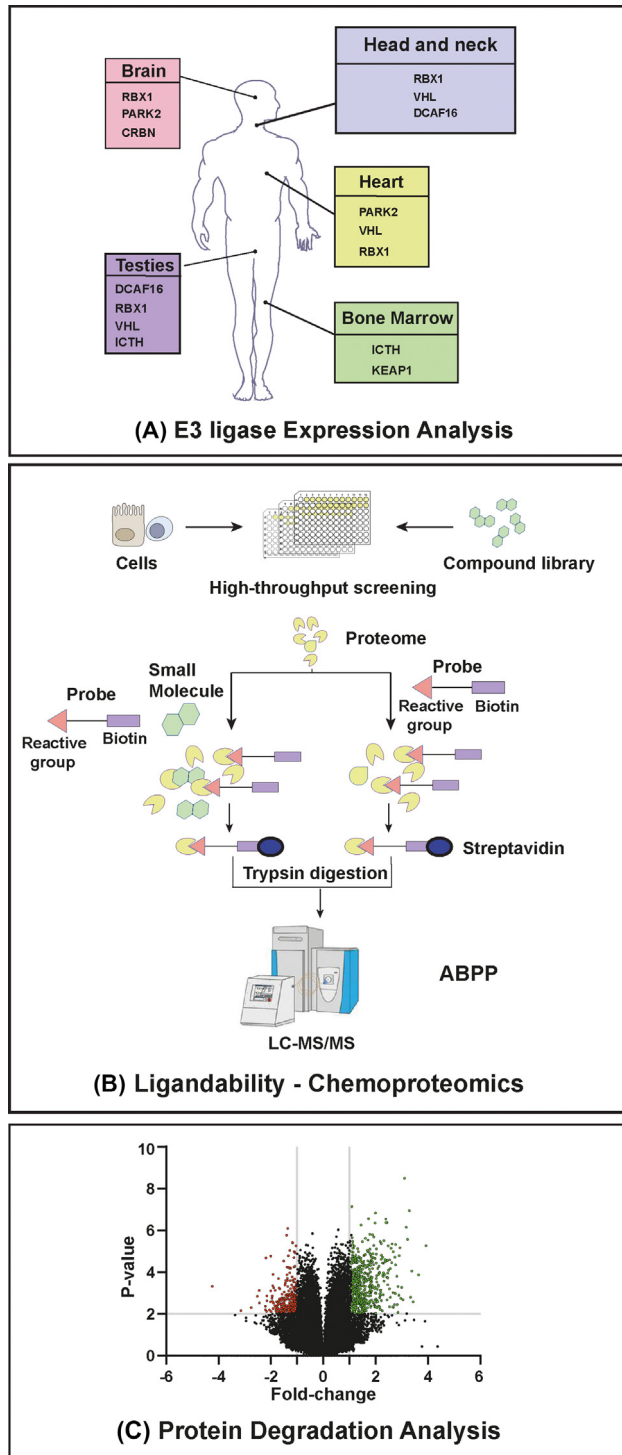 Brain
RBX1
PARK2
CRBN
Head and neck
RBX1
VHL
DCAF16
Heart
PARK2
VHL
RBX1
Testies
DCAF16
RBX1
VHL
ICTH
Bone Marrow
ICTH
KEAP1
(A) E3 ligase Expression Analysis
Cells
High-throughput screening
Compound library
Proteome
Small
Molecule
Probe
Reactive
group
Biotin
Probe
Reactive
group
Biotin
Streptavidin
Trypsin digestion
ABPP
LC-MS/MS
(B) Ligandability - Chemoproteomics
P-value
10
8
6
4
2
0
-6
-4
-2
0
2
4
6
Fold-change
(C) Protein Degradation Analysis